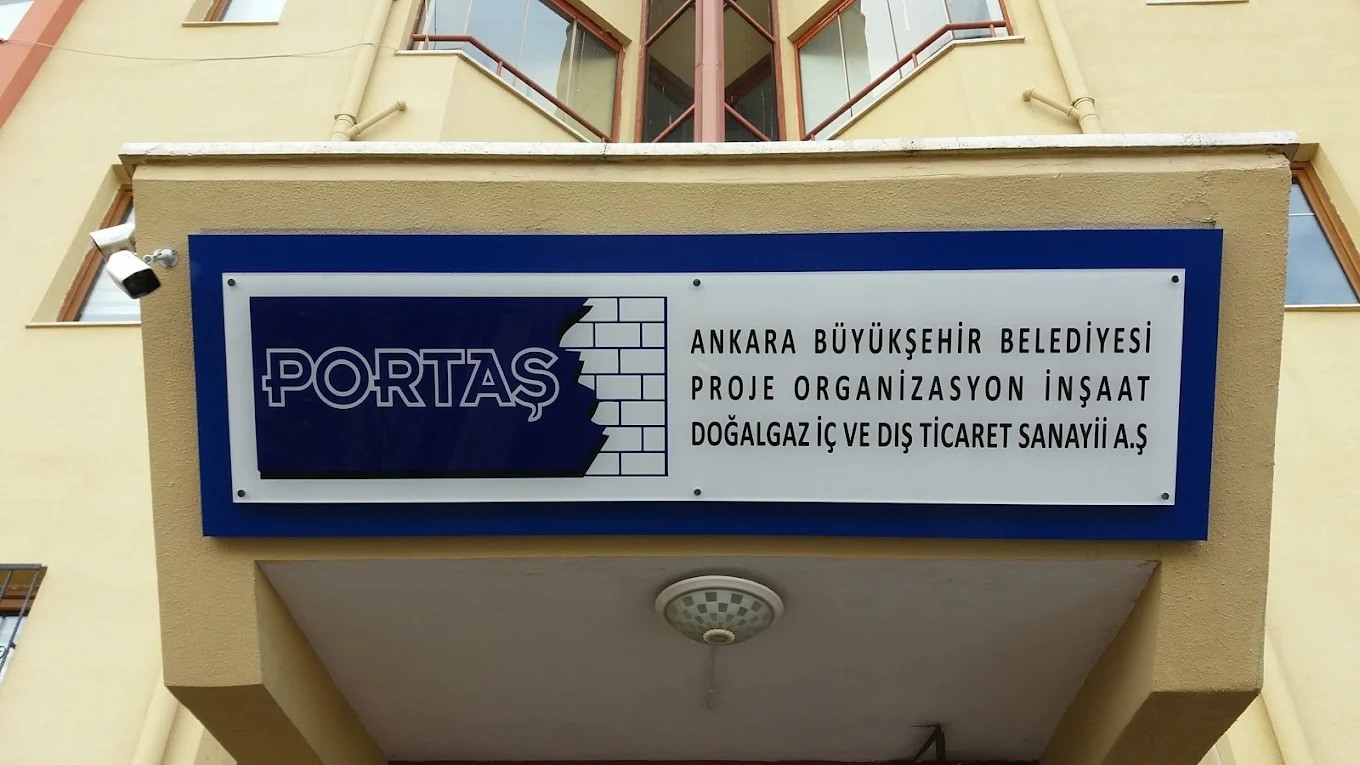 PORTAŞ
ANKARA BÜYÜKŞEHİR BELEDİYESİ
PROJE ORGANİZASYON İNŞAAT
DOĞALGAZ İÇ VE DIŞ TİCARET SANAYİİ A.Ş